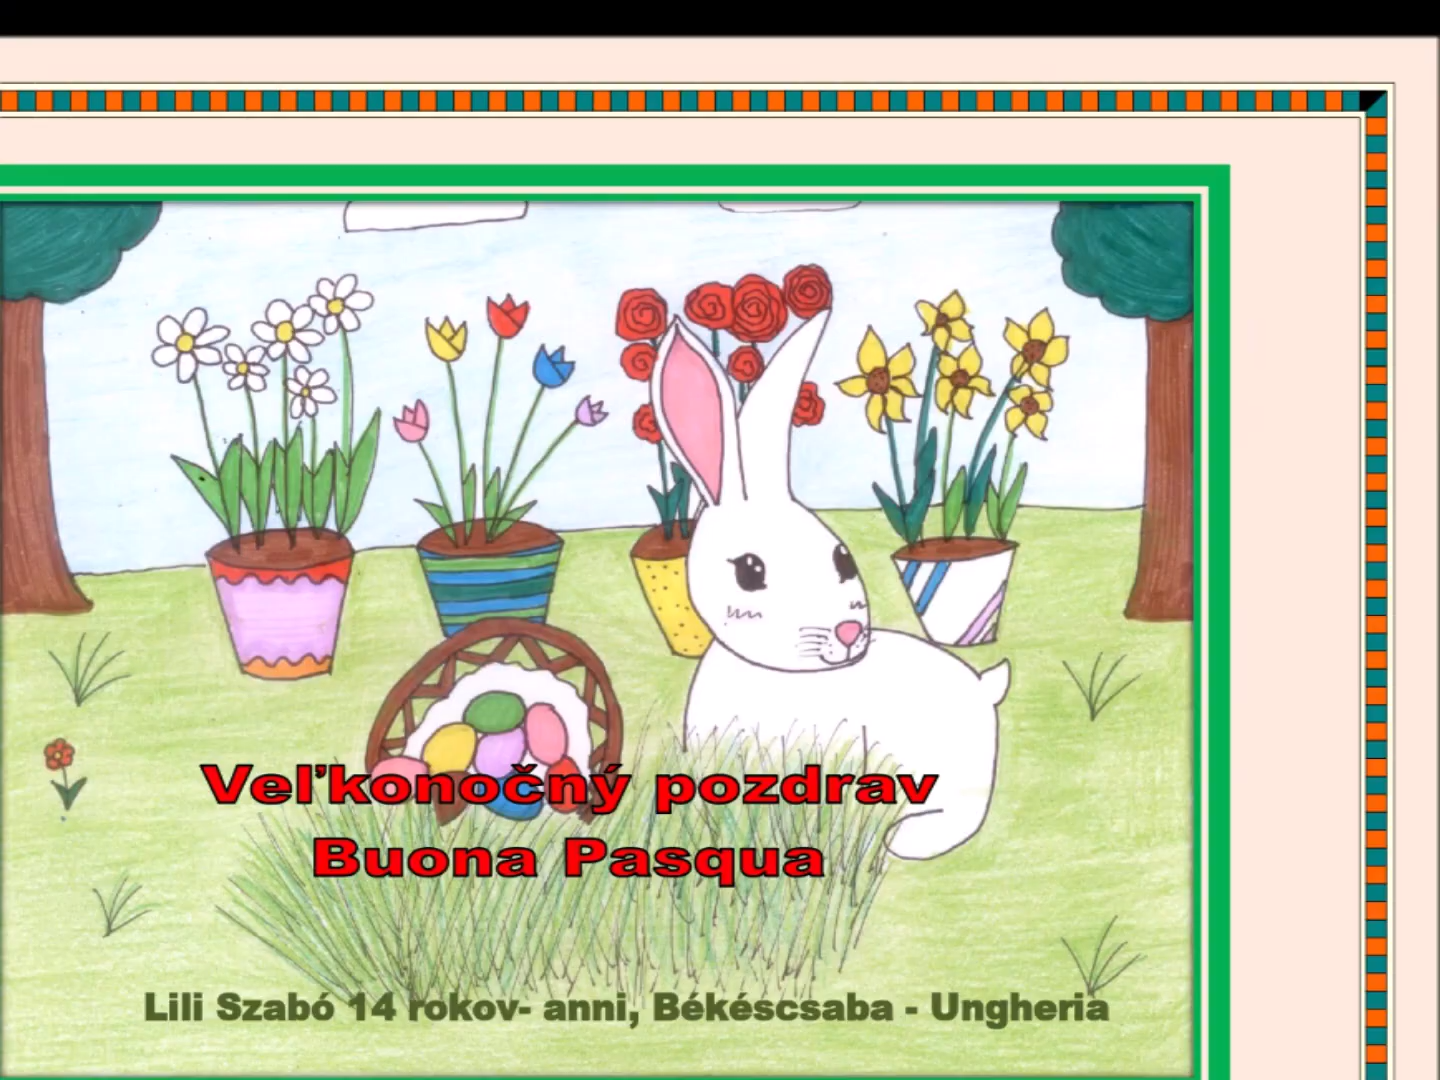 Veľkonočný pozdrav
Buona Pasqua
Lili Szabó 14 rokov- anni, Békéscsaba - Ungheria